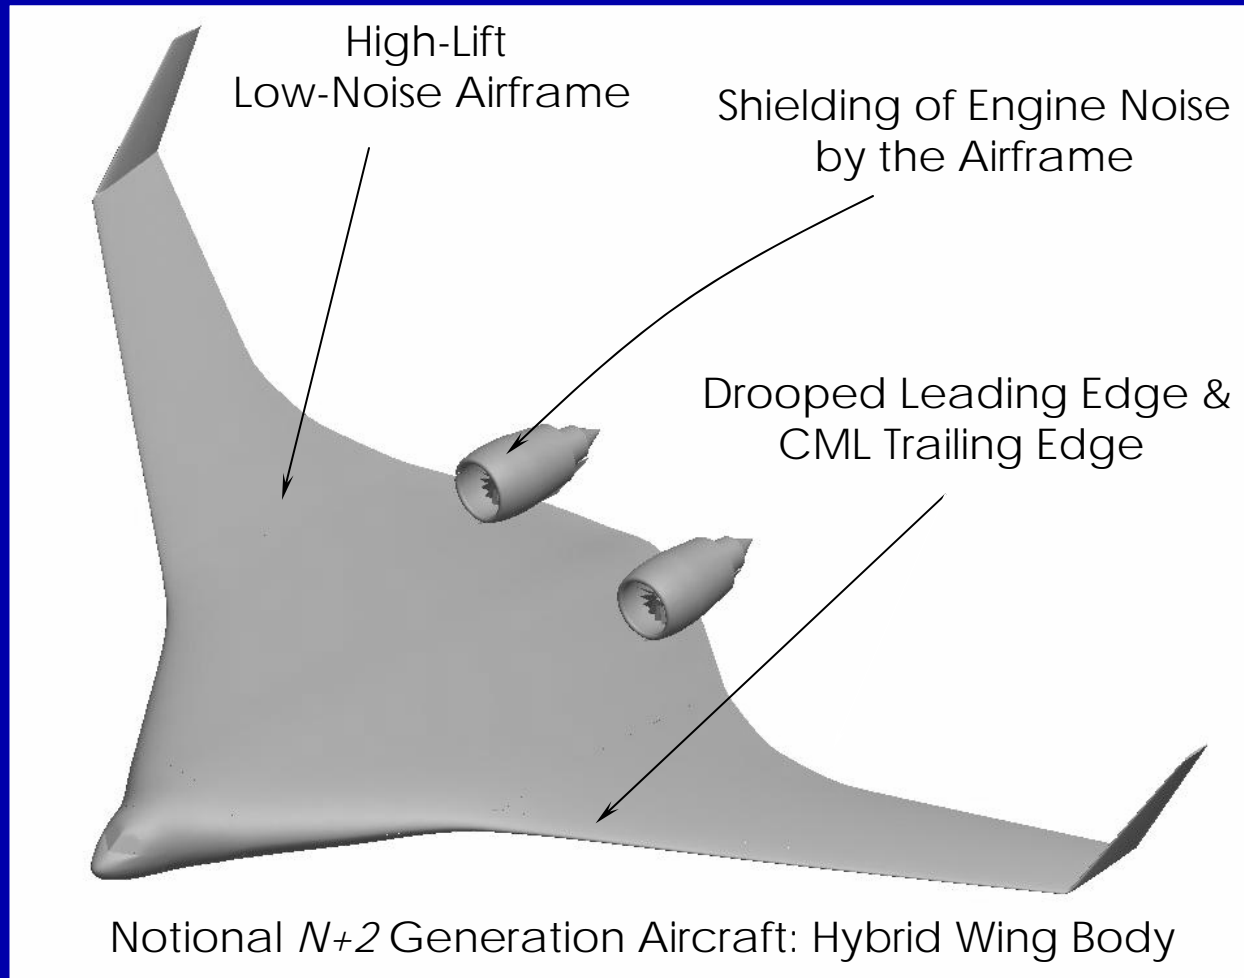 High-Lift
Low-Noise Airframe
Shielding of Engine Noise
by the Airframe
Drooped Leading Edge &
CML Trailing Edge
Notional N+2 Generation Aircraft: Hybrid Wing Body